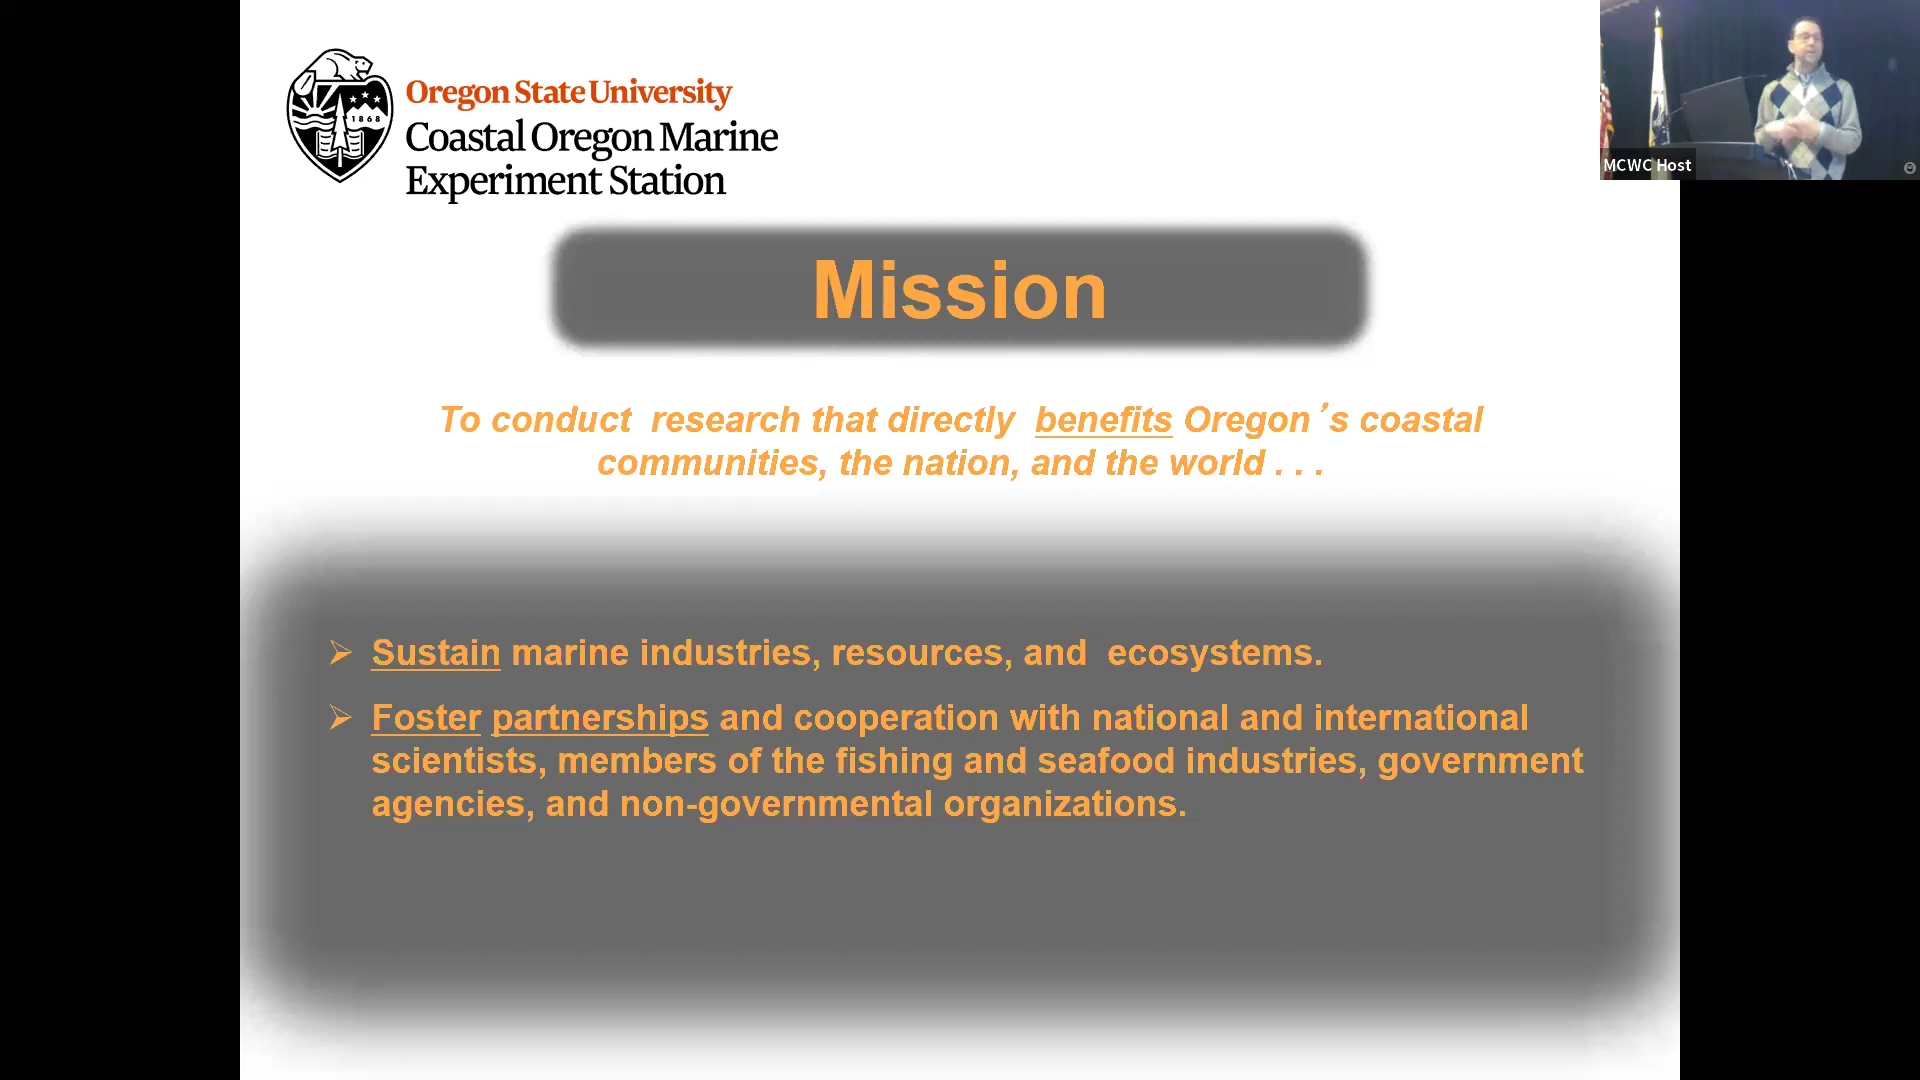 1868
Oregon State University
Coastal Oregon Marine
Experiment Station
MCWC Host
Mission
To conduct  research that directly  benefits Oregon’s coastal
communities, the nation, and the world . . .
➢ Sustain marine industries, resources, and  ecosystems.
➢ Foster partnerships and cooperation with national and international
scientists, members of the fishing and seafood industries, government
agencies, and non-governmental organizations.